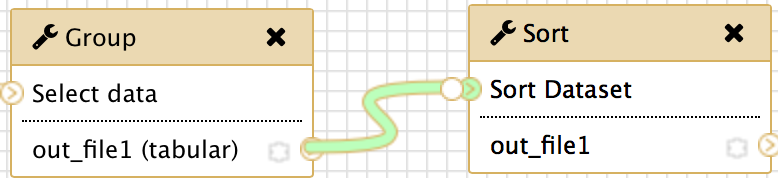 Group
Select data
out_file1 (tabular)
Sort
Sort Dataset
out_file1